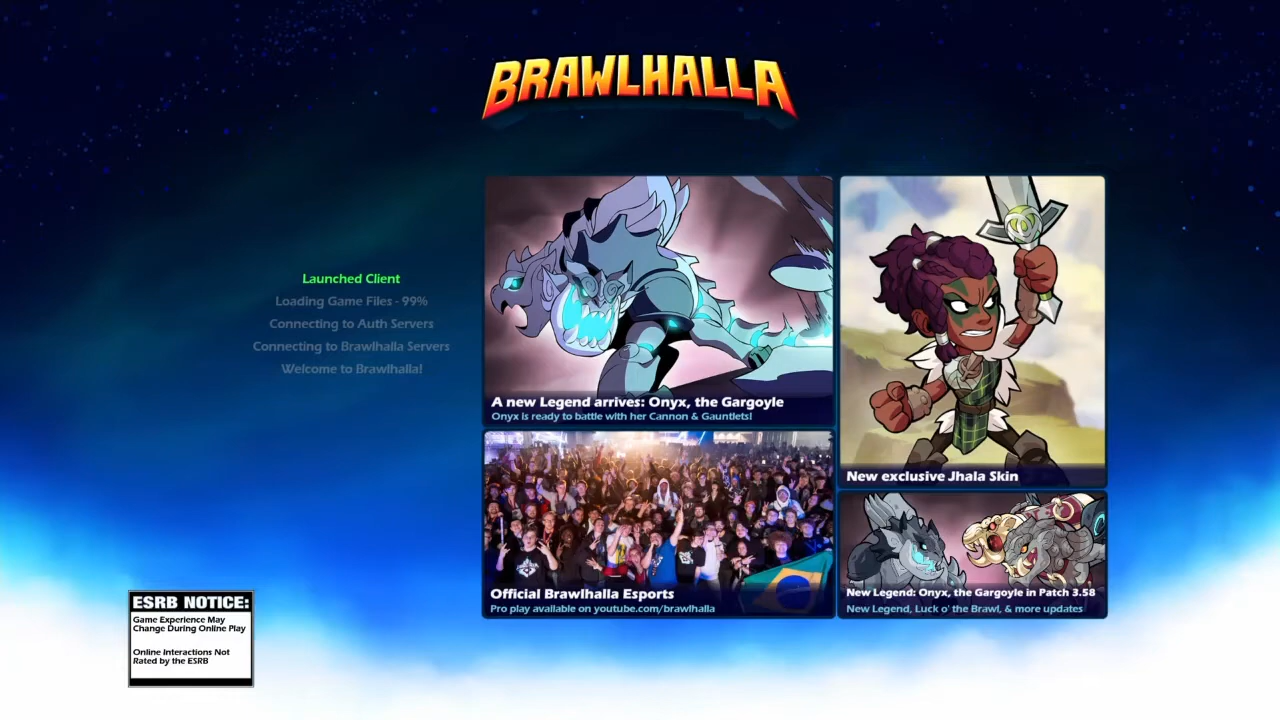 BRAWLHALLA
Launched Client
Loading Game Files - 99%
Connecting to Auth Servers
Connecting to Brawlhalla Servers
Welcome to Brawlhalla!
A new Legend arrives: Onyx, the Gargoyle
Onyx is ready to battle with her Cannon & Gauntlets!
New exclusive Jhala Skin
Official Brawlhalla Esports
Pro play available on youtube.com/brawlhalla
New Legend: Onyx, the Gargoyle in Patch 3.58
New Legend, Luck o' the Brawl, & more updates
ESRB NOTICE:
Game Experience May
Change During Online Play
Online Interactions Not
Rated by the ESRB